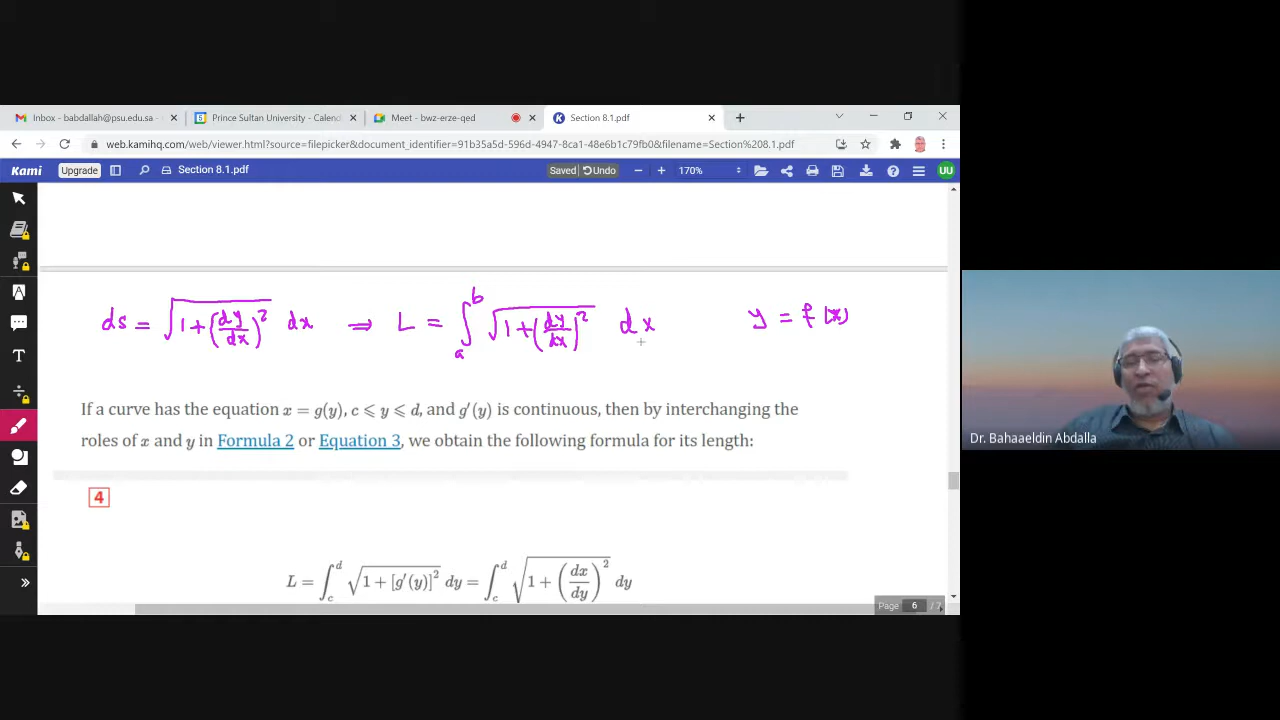 Inbox - babdallah@psu.edu.sa -
Prince Sultan University - Calend
Meet - bwz-erze-qed
Section 8.1.pdf
web.kamihq.com/web/viewer.html?source=filepicker&document_identifier=91b35a5d-596d-4947-8ca1-48e6b1c79fb0&filename=Section%208.1.pdf
Kami Upgrade Section 8.1.pdf Saved Undo 170% UU
ds = √(1+(dy/dx)²) dx ⇒ L = ∫_a^b √(1+(dy/dx)²) dx y = f(x)
If a curve has the equation x = g(y), c ⩽ y ⩽ d, and g′(y) is continuous, then by interchanging the
roles of x and y in Formula 2 or Equation 3, we obtain the following formula for its length:
4
L = ∫_c^d √(1 + [g′(y)]²) dy = ∫_c^d √(1 + (dx/dy)²) dy
Page 6 / 7
Dr. Bahaaeldin Abdalla